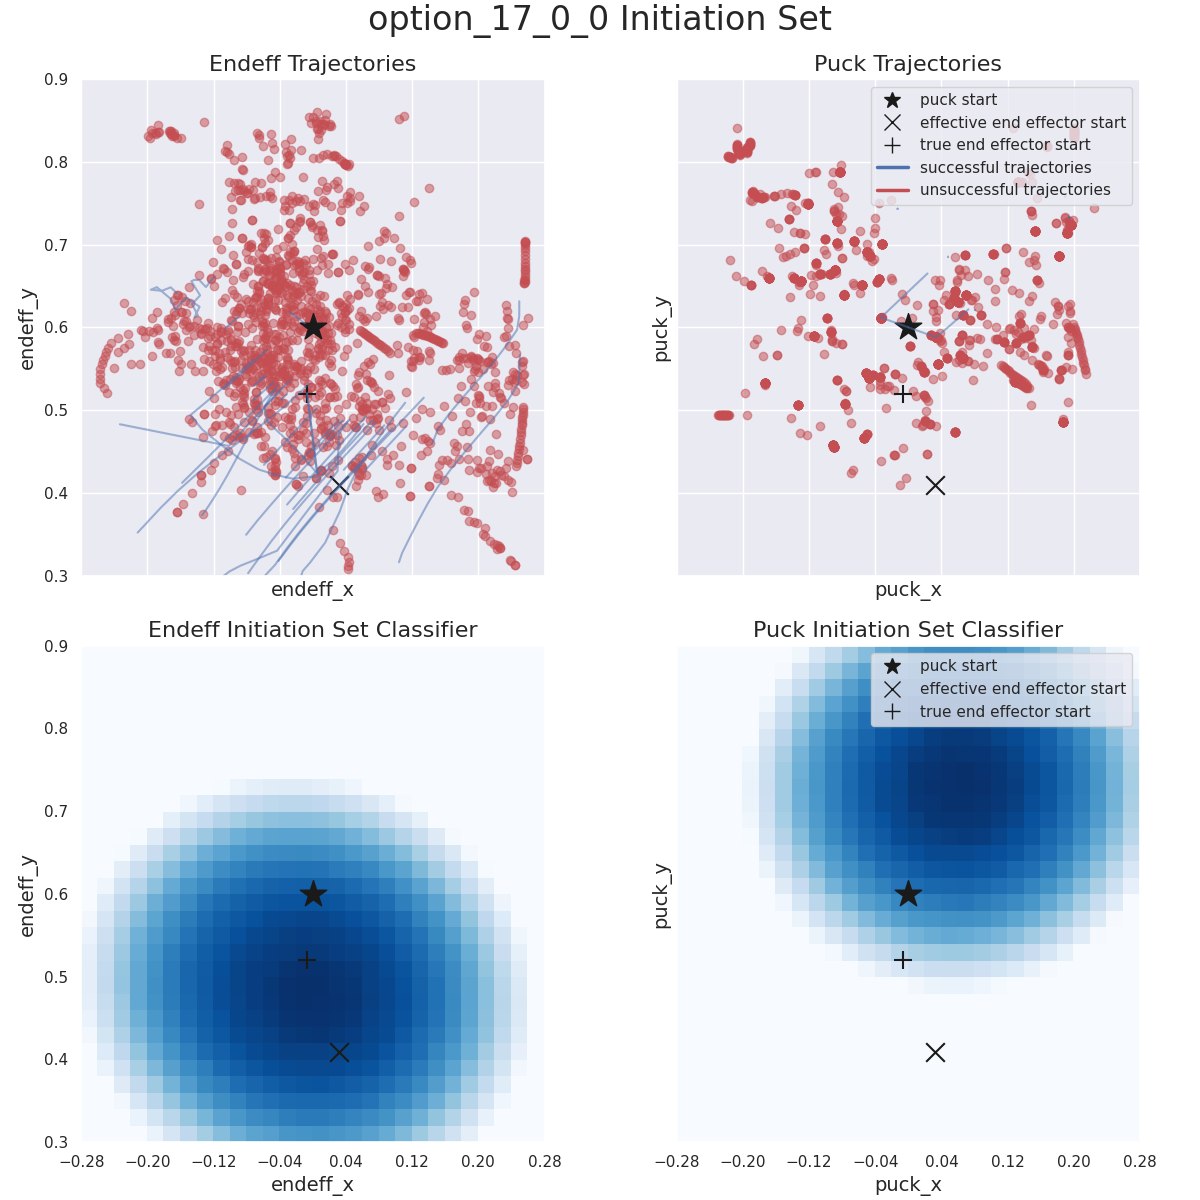 option_17_0_0 Initiation Set
Endeff Trajectories
0.9
0.8
0.7
0.6
0.5
0.4
0.3
endeff_y
endeff_x
Puck Trajectories
puck start
effective end effector start
true end effector start
successful trajectories
unsuccessful trajectories
puck_y
puck_x
Endeff Initiation Set Classifier
0.9
0.8
0.7
0.6
0.5
0.4
0.3
endeff_y
−0.28 −0.20 −0.12 −0.04 0.04 0.12 0.20 0.28
endeff_x
Puck Initiation Set Classifier
puck start
effective end effector start
true end effector start
puck_y
−0.28 −0.20 −0.12 −0.04 0.04 0.12 0.20 0.28
puck_x